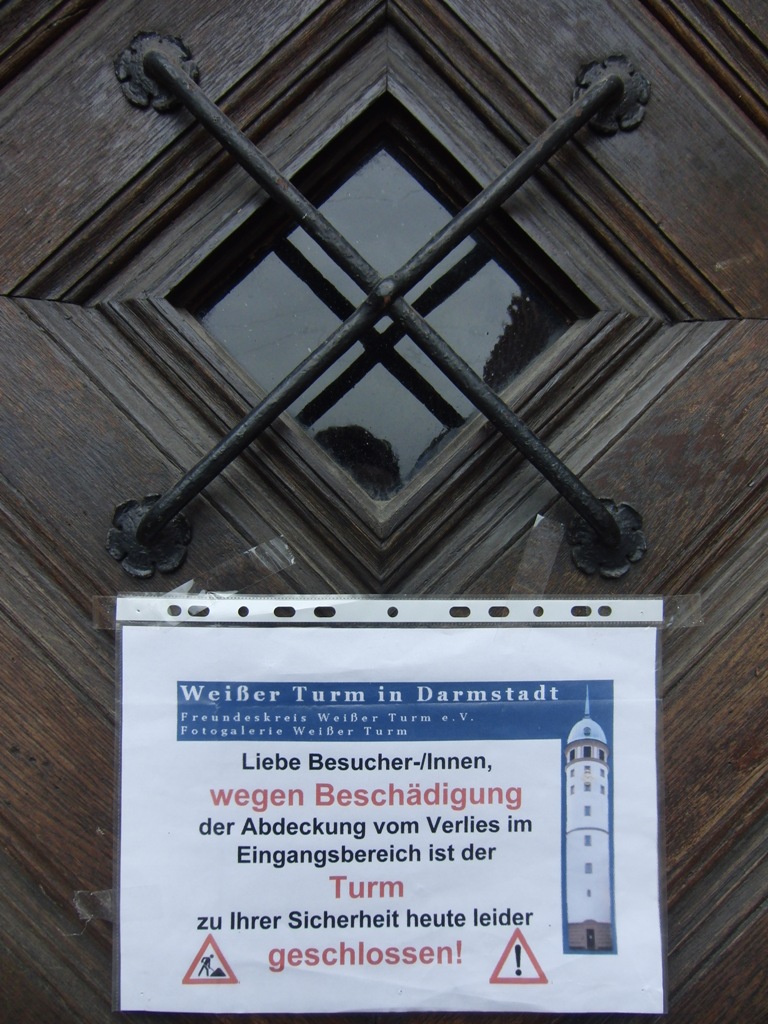 Weißer Turm in Darmstadt
Freundeskreis Weißer Turm e.V.
Fotogalerie Weißer Turm
Liebe Besucher-/Innen,
wegen Beschädigung
der Abdeckung vom Verlies im
Eingangsbereich ist der
Turm
zu Ihrer Sicherheit heute leider
geschlossen!